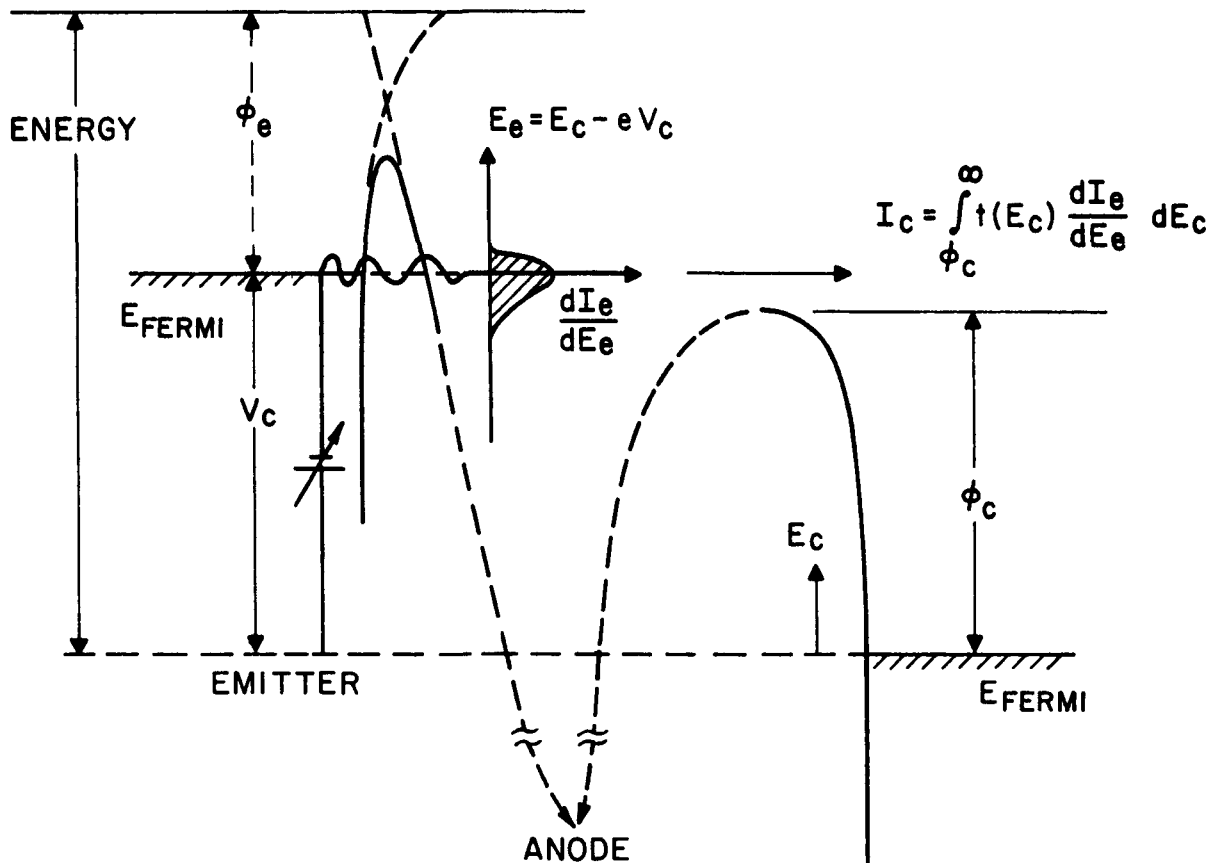 ENERGY
ϕe
Ee = Ec − eVc
Ic = ∫ϕc∞ t(Ec) dIe/dEe dEc
EFERMI
dIe/dEe
Vc
ϕc
Ec
EMITTER
EFERMI
ANODE